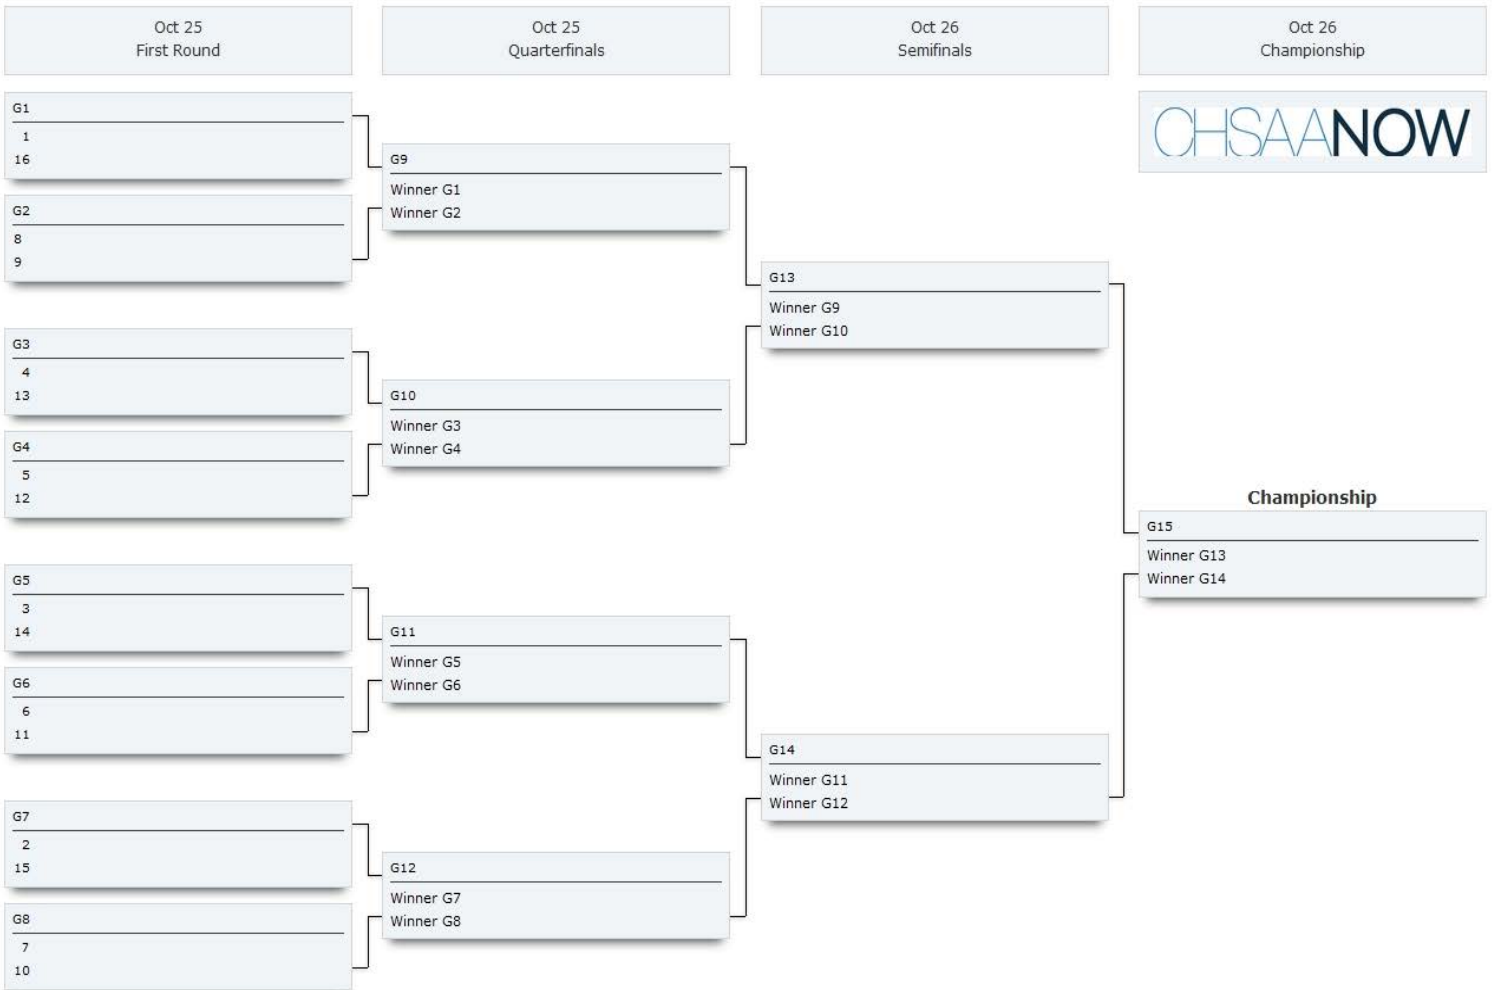 Oct 25
First Round
Oct 25
Quarterfinals
Oct 26
Semifinals
Oct 26
Championship
CHSAANOW
G1
1
16
G2
8
9
G3
4
13
G4
5
12
G5
3
14
G6
6
11
G7
2
15
G8
7
10
G9
Winner G1
Winner G2
G10
Winner G3
Winner G4
G11
Winner G5
Winner G6
G12
Winner G7
Winner G8
G13
Winner G9
Winner G10
G14
Winner G11
Winner G12
Championship
G15
Winner G13
Winner G14